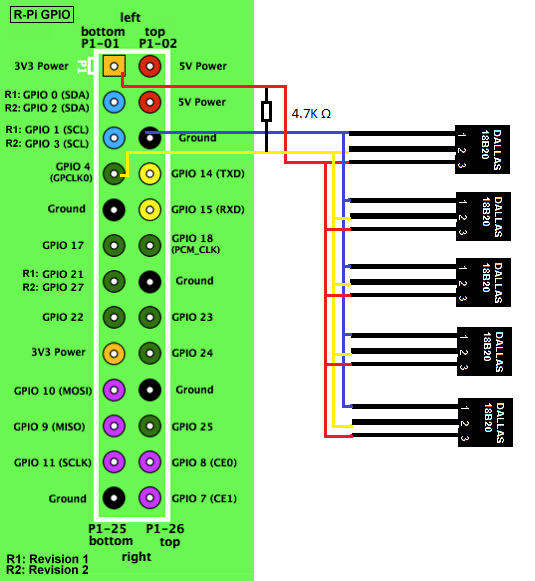 R-Pi GPIO
left
bottom top
P1-01 P1-02
P1
3V3 Power 5V Power
R1: GPIO 0 (SDA)
R2: GPIO 2 (SDA)
5V Power
R1: GPIO 1 (SCL)
R2: GPIO 3 (SCL)
Ground
GPIO 4
(GPCLK0)
GPIO 14 (TXD)
Ground GPIO 15 (RXD)
GPIO 17
GPIO 18
(PCM_CLK)
R1: GPIO 21
R2: GPIO 27
Ground
GPIO 22 GPIO 23
3V3 Power GPIO 24
GPIO 10 (MOSI) Ground
GPIO 9 (MISO) GPIO 25
GPIO 11 (SCLK) GPIO 8 (CE0)
Ground GPIO 7 (CE1)
P1-25 P1-26
bottom top
right
R1: Revision 1
R2: Revision 2
4.7K Ω
1
2
3
DALLAS
18B20
1
2
3
DALLAS
18B20
1
2
3
DALLAS
18B20
1
2
3
DALLAS
18B20
1
2
3
DALLAS
18B20